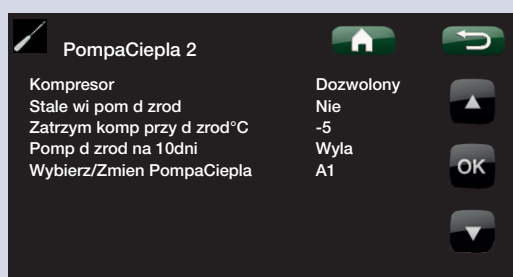 PompaCiepla 2
Kompresor Dozwolony
Stale wi pom d zrod Nie
Zatrzym komp przy d zrod°C -5
Pomp d zrod na 10dni Wyla
Wybierz/Zmien PompaCiepla A1
OK